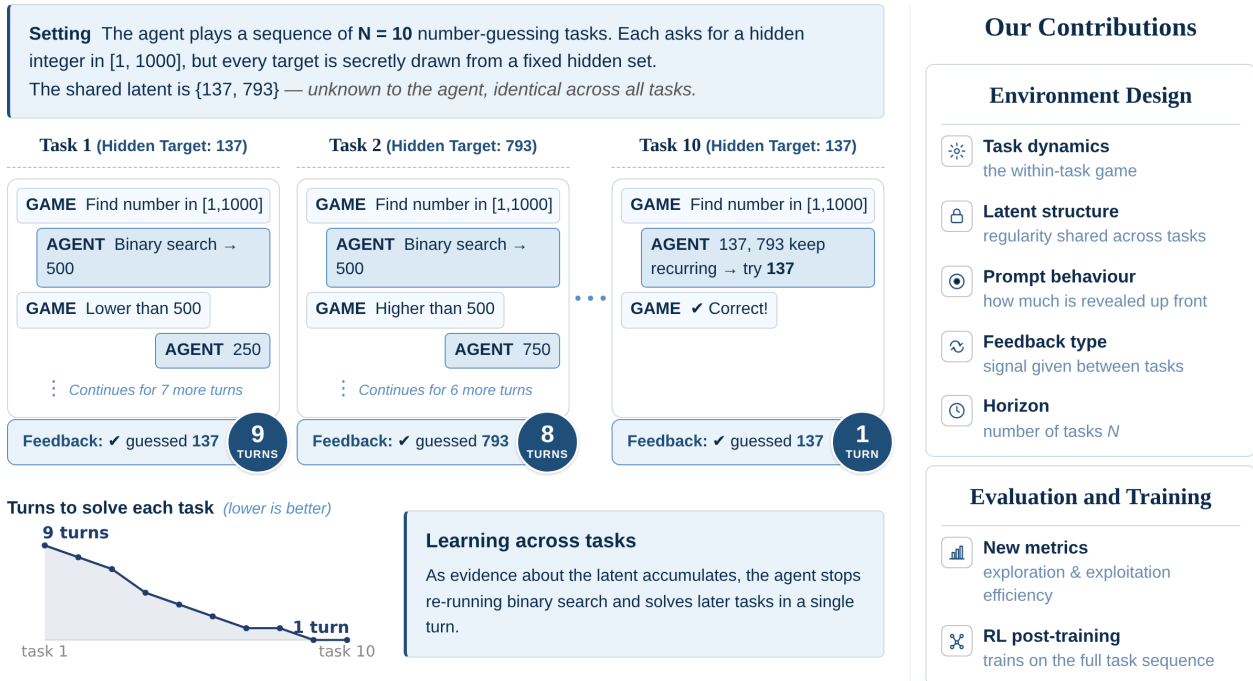 Setting The agent plays a sequence of N = 10 number-guessing tasks. Each asks for a hidden
integer in [1, 1000], but every target is secretly drawn from a fixed hidden set.
The shared latent is {137, 793} — unknown to the agent, identical across all tasks.
Task 1 (Hidden Target: 137)
GAME Find number in [1,1000]
AGENT Binary search →
500
GAME Lower than 500
AGENT 250
⋮ Continues for 7 more turns
Feedback: ✔ guessed 137
9
TURNS
Task 2 (Hidden Target: 793)
GAME Find number in [1,1000]
AGENT Binary search →
500
GAME Higher than 500
AGENT 750
⋮ Continues for 6 more turns
Feedback: ✔ guessed 793
8
TURNS
• • •
Task 10 (Hidden Target: 137)
GAME Find number in [1,1000]
AGENT 137, 793 keep
recurring → try 137
GAME ✔ Correct!
Feedback: ✔ guessed 137
1
TURN
Turns to solve each task (lower is better)
9 turns
1 turn
task 1
task 10
Learning across tasks
As evidence about the latent accumulates, the agent stops
re-running binary search and solves later tasks in a single
turn.
Our Contributions
Environment Design
Task dynamics
the within-task game
Latent structure
regularity shared across tasks
Prompt behaviour
how much is revealed up front
Feedback type
signal given between tasks
Horizon
number of tasks N
Evaluation and Training
New metrics
exploration & exploitation
efficiency
RL post-training
trains on the full task sequence